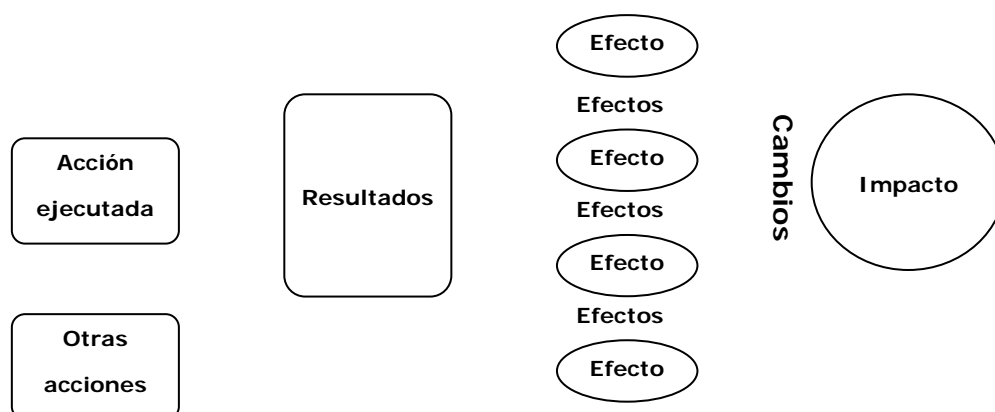 Acción
ejecutada
Otras
acciones
Resultados
Efecto
Efectos
Efecto
Efectos
Efecto
Efectos
Efecto
Cambios
Impacto